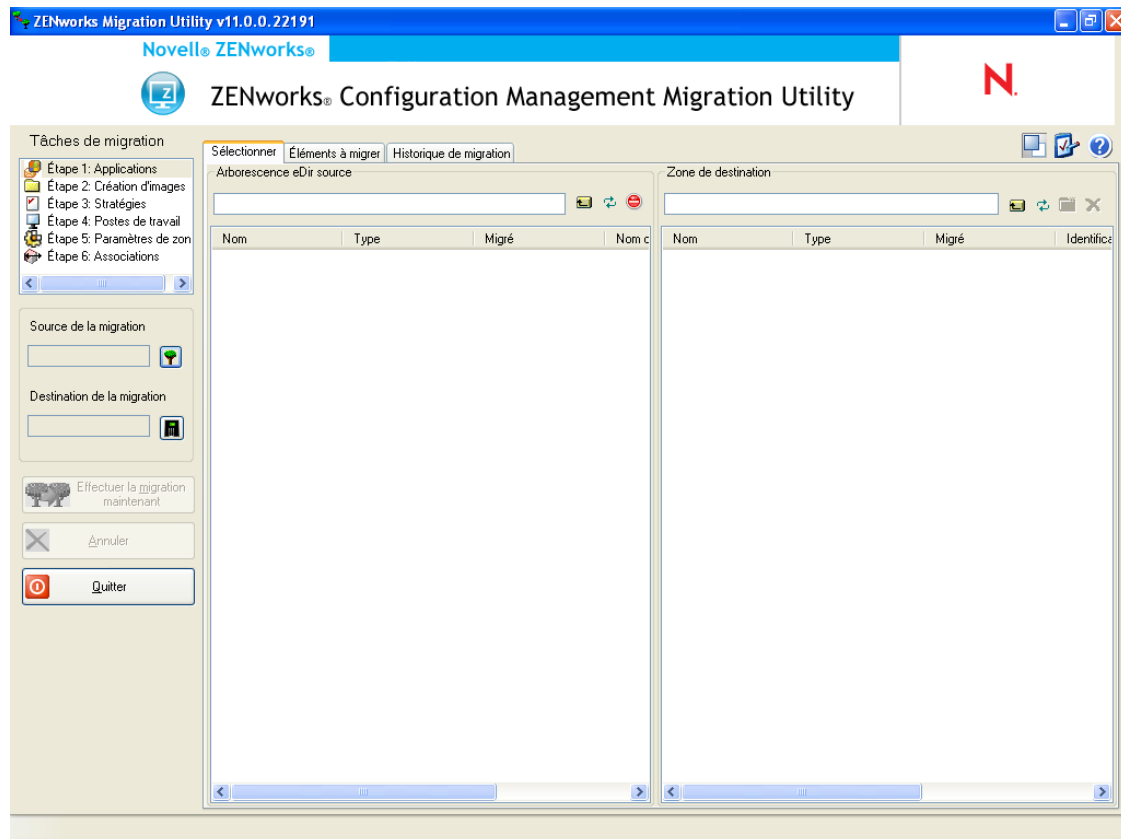 ZENworks Migration Utility v11.0.0.22191
Novell® ZENworks®
ZENworks® Configuration Management Migration Utility
N.
Tâches de migration
Étape 1: Applications
Étape 2: Création d'images
Étape 3: Stratégies
Étape 4: Postes de travail
Étape 5: Paramètres de zon
Étape 6: Associations
Source de la migration
Destination de la migration
Effectuer la migration
maintenant
Annuler
Quitter
Sélectionner Éléments à migrer Historique de migration
Arborescence eDir source
Nom Type Migré Nom c
Zone de destination
Nom Type Migré Identifica